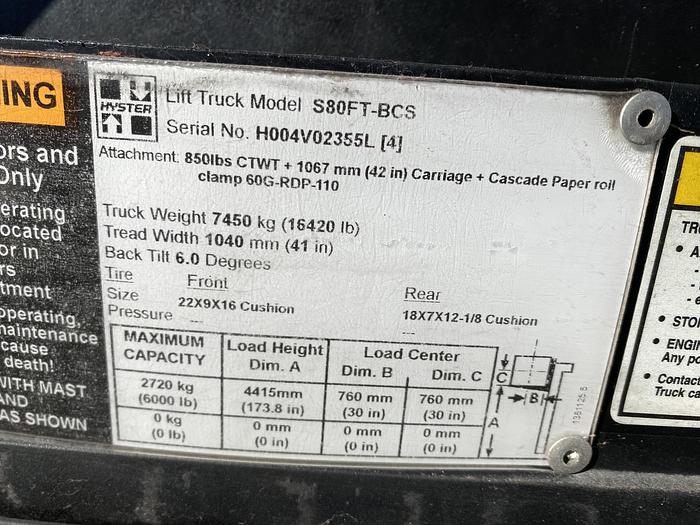 ING
ors and
Only
erating
ocated
or in
rs
tment
operating,
maintenance
cause
death!
WITH MAST
AND
AS SHOWN
HYSTER
Lift Truck Model S80FT-BCS
Serial No. H004V02355L [4]
Attachment: 850lbs CTWT + 1067 mm (42 in) Carriage + Cascade Paper roll
clamp 60G-RDP-110
Truck Weight 7450 kg (16420 lb)
Tread Width 1040 mm (41 in)
Back Tilt 6.0 Degrees
Tire Front Rear
Size 22X9X16 Cushion 18X7X12-1/8 Cushion
Pressure --- ---
MAXIMUM CAPACITY Load Height Dim. A Load Center Dim. B Dim. C
2720 kg (6000 lb) 4415mm (173.8 in) 760 mm (30 in) 760 mm (30 in)
0 kg (0 lb) 0 mm (0 in) 0 mm (0 in) 0 mm (0 in)
C
B
A
TRU
• A
-
-
- 6
• STO
• ENGI
Any po
• Contact
Truck ca